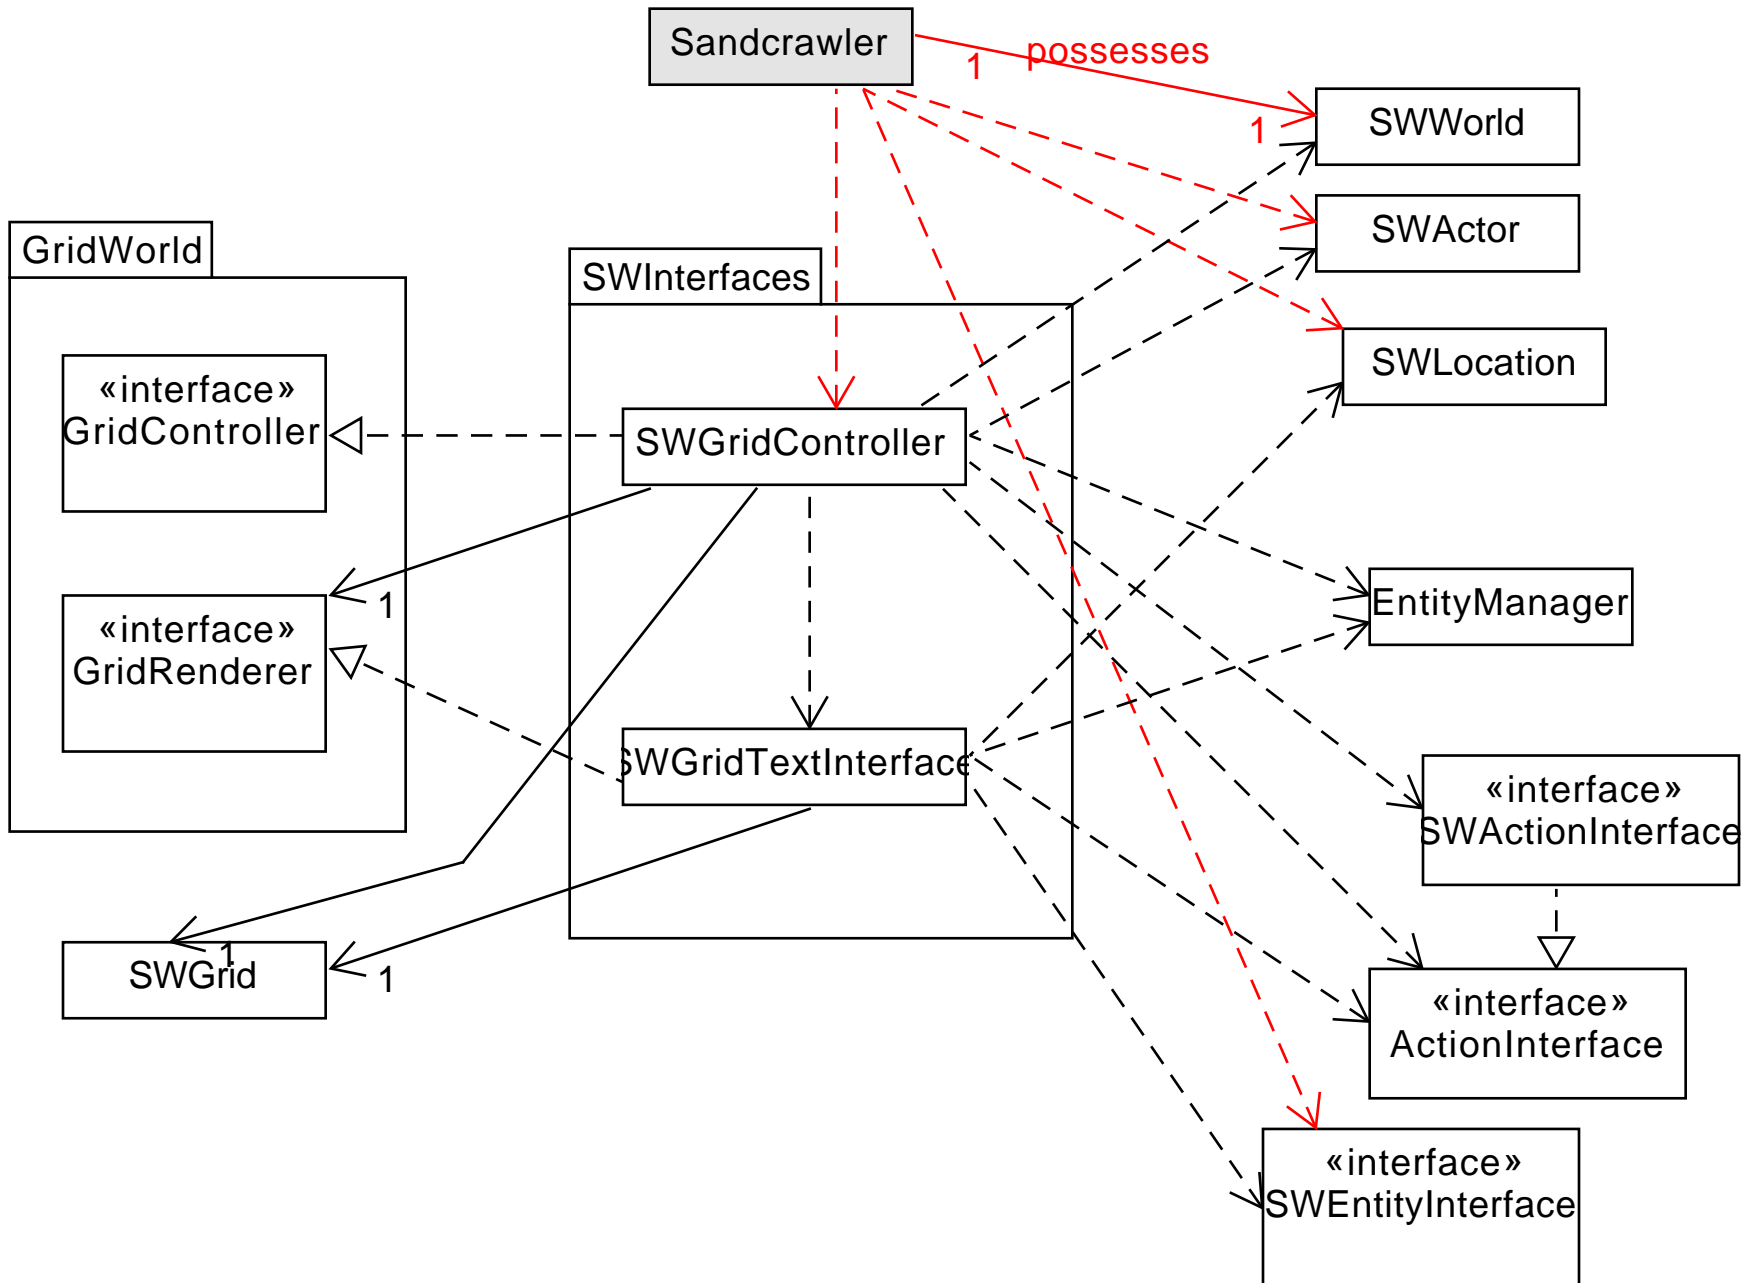 Sandcrawler
possesses
1
1
SWWorld
SWActor
GridWorld
SWInterfaces
SWLocation
«interface»
GridController
SWGridController
«interface»
GridRenderer
1
EntityManager
SWGridTextInterface
«interface»
SWActionInterface
SWGrid
1
1
«interface»
ActionInterface
«interface»
SWEntityInterface